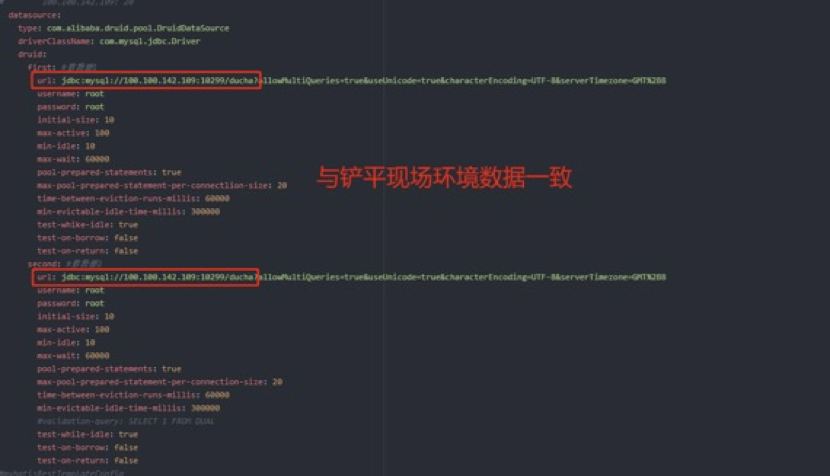 100.100.142.109: 20
datasource:
type: com.alibaba.druid.pool.DruidDataSource
driverClassName: com.mysql.jdbc.Driver
druid:
first: #数据源1
url: jdbc:mysql://100.100.142.109:10299/ducha?allowMultiQueries=true&useUnicode=true&characterEncoding=UTF-8&serverTimezone=GMT%2B8
username: root
password: root
initial-size: 10
max-active: 100
min-idle: 10
max-wait: 60000
pool-prepared-statements: true
max-pool-prepared-statement-per-connectlion-size: 20
time-between-eviction-runs-millis: 60000
min-evictable-idle-time-millis: 300000
test-whike-idle: true
test-on-borrow: false
test-on-return: false
与铲平现场环境数据一致
second: #数据源2
url: jdbc:mysql://100.100.142.109:10299/ducha?allowMultiQueries=true&useUnicode=true&characterEncoding=UTF-8&serverTimezone=GMT%2B8
username: root
password: root
initial-size: 10
max-active: 100
min-idle: 10
max-wait: 60000
pool-prepared-statements: true
max-pool-prepared-statement-per-connection-size: 20
time-between-eviction-runs-millis: 60000
min-evictable-idle-time-millis: 300000
#validation-query: SELECT 1 FROM DUAL
test-while-idle: true
test-on-borrow: false
test-on-return: false